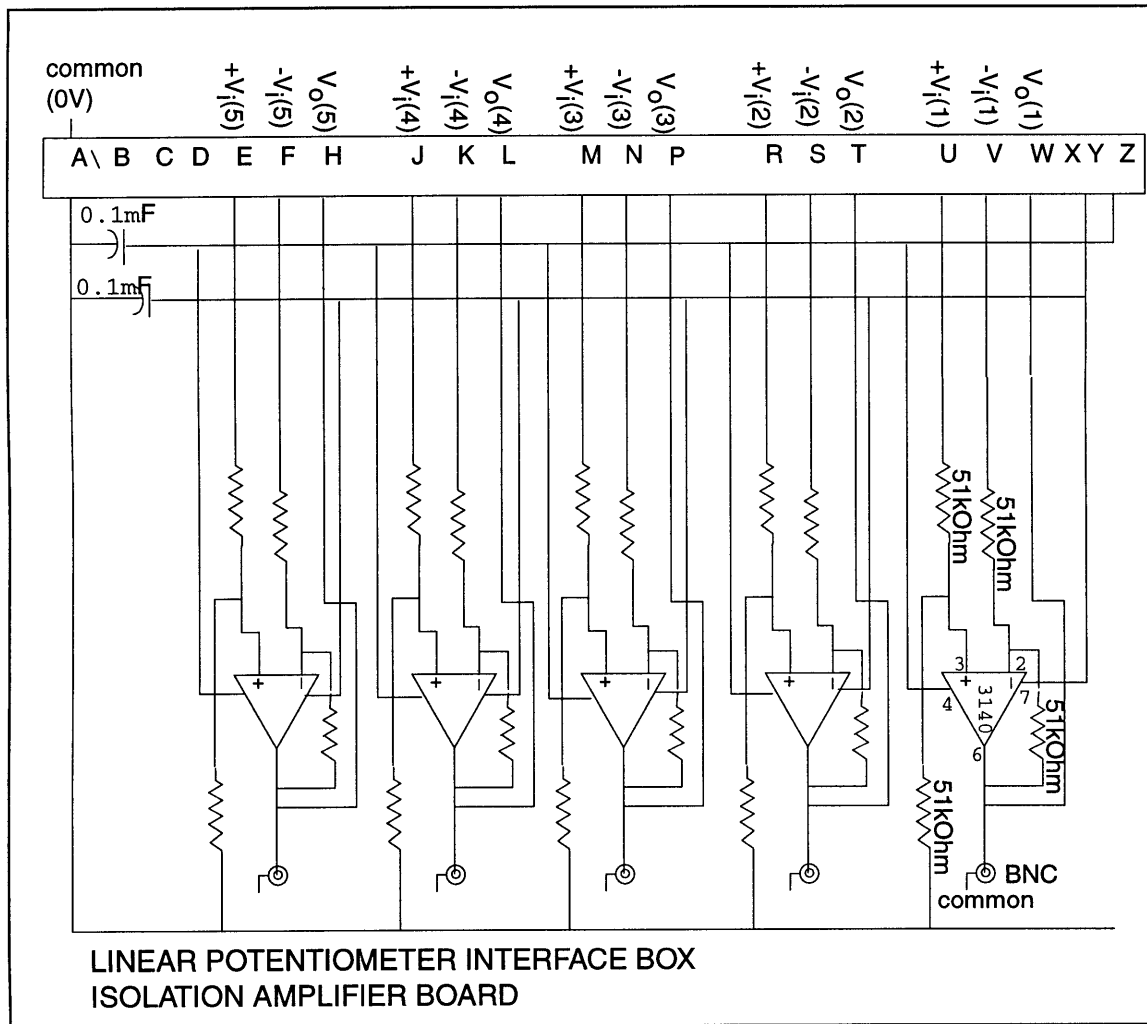 common
(0V)
+Vi(5) -Vi(5) Vo(5) +Vi(4) -Vi(4) Vo(4) +Vi(3) -Vi(3) Vo(3) +Vi(2) -Vi(2) Vo(2) +Vi(1) -Vi(1) Vo(1)
A\ B C D E F H J K L M N P R S T U V W X Y Z
0.1mF
0.1mF
51kOhm
51kOhm
+ − + − + − + − 3 + − 2
4 3140 7
6
51kOhm
51kOhm
BNC
common
LINEAR POTENTIOMETER INTERFACE BOX
ISOLATION AMPLIFIER BOARD